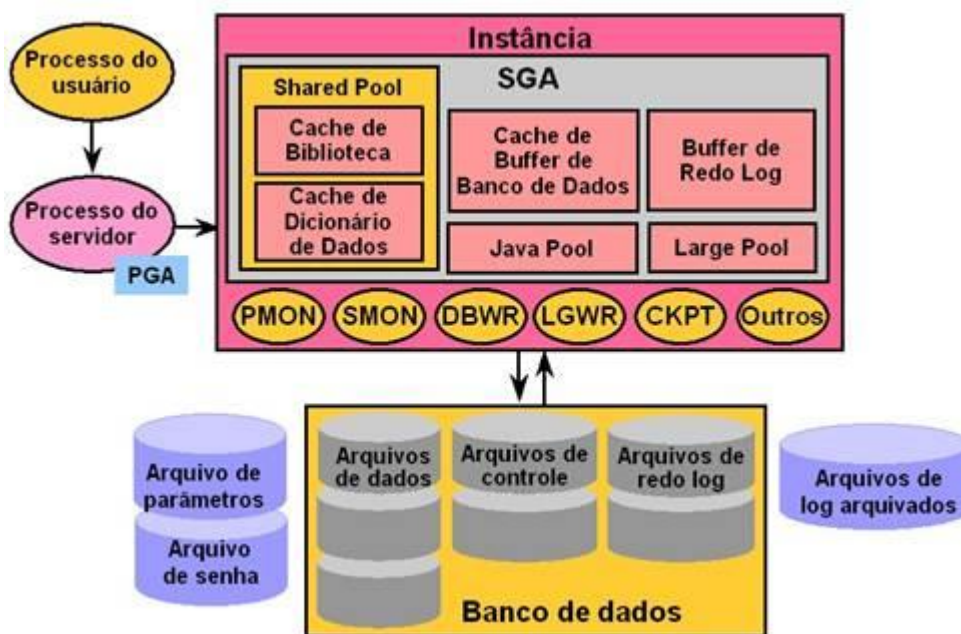 Instância
SGA
Processo do
usuário
Processo do
servidor
PGA
Shared Pool
Cache de
Biblioteca
Cache de
Dicionário
de Dados
Cache de
Buffer de
Banco de Dados
Buffer de
Redo Log
Java Pool
Large Pool
PMON
SMON
DBWR
LGWR
CKPT
Outros
Arquivo de
parâmetros
Arquivo
de senha
Arquivos
de dados
Arquivos de
controle
Arquivos de
redo log
Arquivos de
log arquivados
Banco de dados